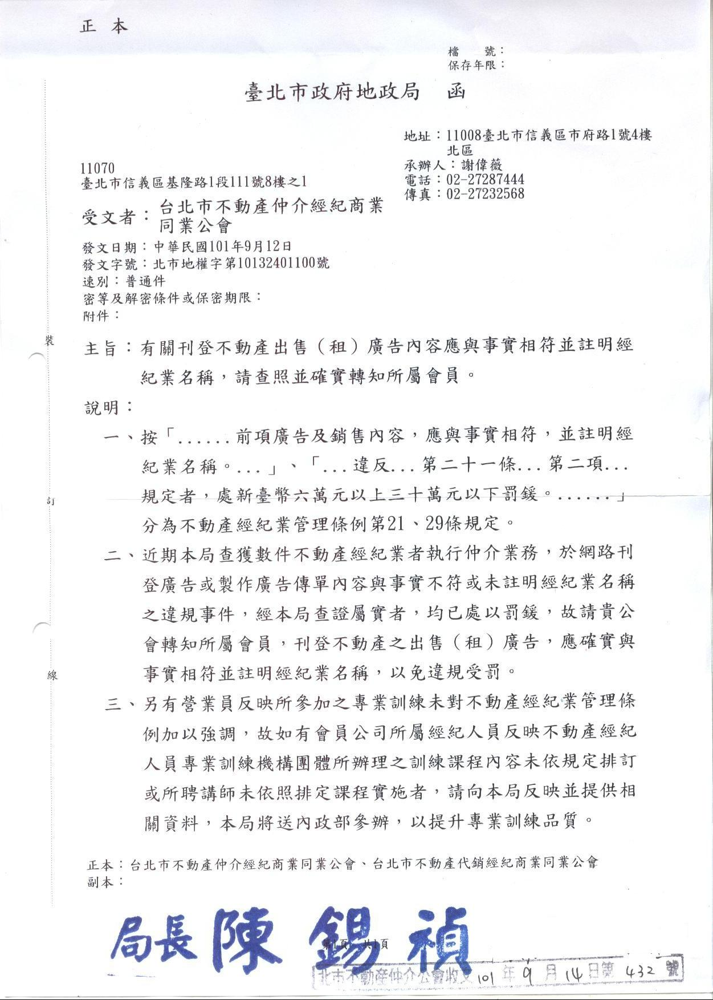 正 本
檔　　號：
保存年限：
臺北市政府地政局　函
地址：11008臺北市信義區市府路1號4樓
北區
承辦人：謝偉薇
電話：02-27287444
傳真：02-27232568
11070
臺北市信義區基隆路1段111號8樓之1
受文者：台北市不動產仲介經紀商業
同業公會
發文日期：中華民國101年9月12日
發文字號：北市地權字第10132401100號
速別：普通件
密等及解密條件或保密期限：
附件：
主旨：有關刊登不動產出售（租）廣告內容應與事實相符並註明經
紀業名稱，請查照並確實轉知所屬會員。
說明：
一、按「......前項廣告及銷售內容，應與事實相符，並註明經
紀業名稱。...」、「...違反...第二十一條...第二項...
規定者，處新臺幣六萬元以上三十萬元以下罰鍰。......」
分為不動產經紀業管理條例第21、29條規定。
二、近期本局查獲數件不動產經紀業者執行仲介業務，於網路刊
登廣告或製作廣告傳單內容與事實不符或未註明經紀業名稱
之違規事件，經本局查證屬實者，均已處以罰鍰，故請貴公
會轉知所屬會員，刊登不動產之出售（租）廣告，應確實與
事實相符並註明經紀業名稱，以免違規受罰。
三、另有營業員反映所參加之專業訓練未對不動產經紀業管理條
例加以強調，故如有會員公司所屬經紀人員反映不動產經紀
人員專業訓練機構團體所辦理之訓練課程內容未依規定排訂
或所聘講師未依照排定課程實施者，請向本局反映並提供相
關資料，本局將送內政部參辦，以提升專業訓練品質。
正本：台北市不動產仲介經紀商業同業公會、台北市不動產代銷經紀商業同業公會
副本：
局長 陳 錫 禎
第1頁　共1頁
北市不動產仲介公會收文 101 年 9 月 14 日第 432 號
裝
訂
線